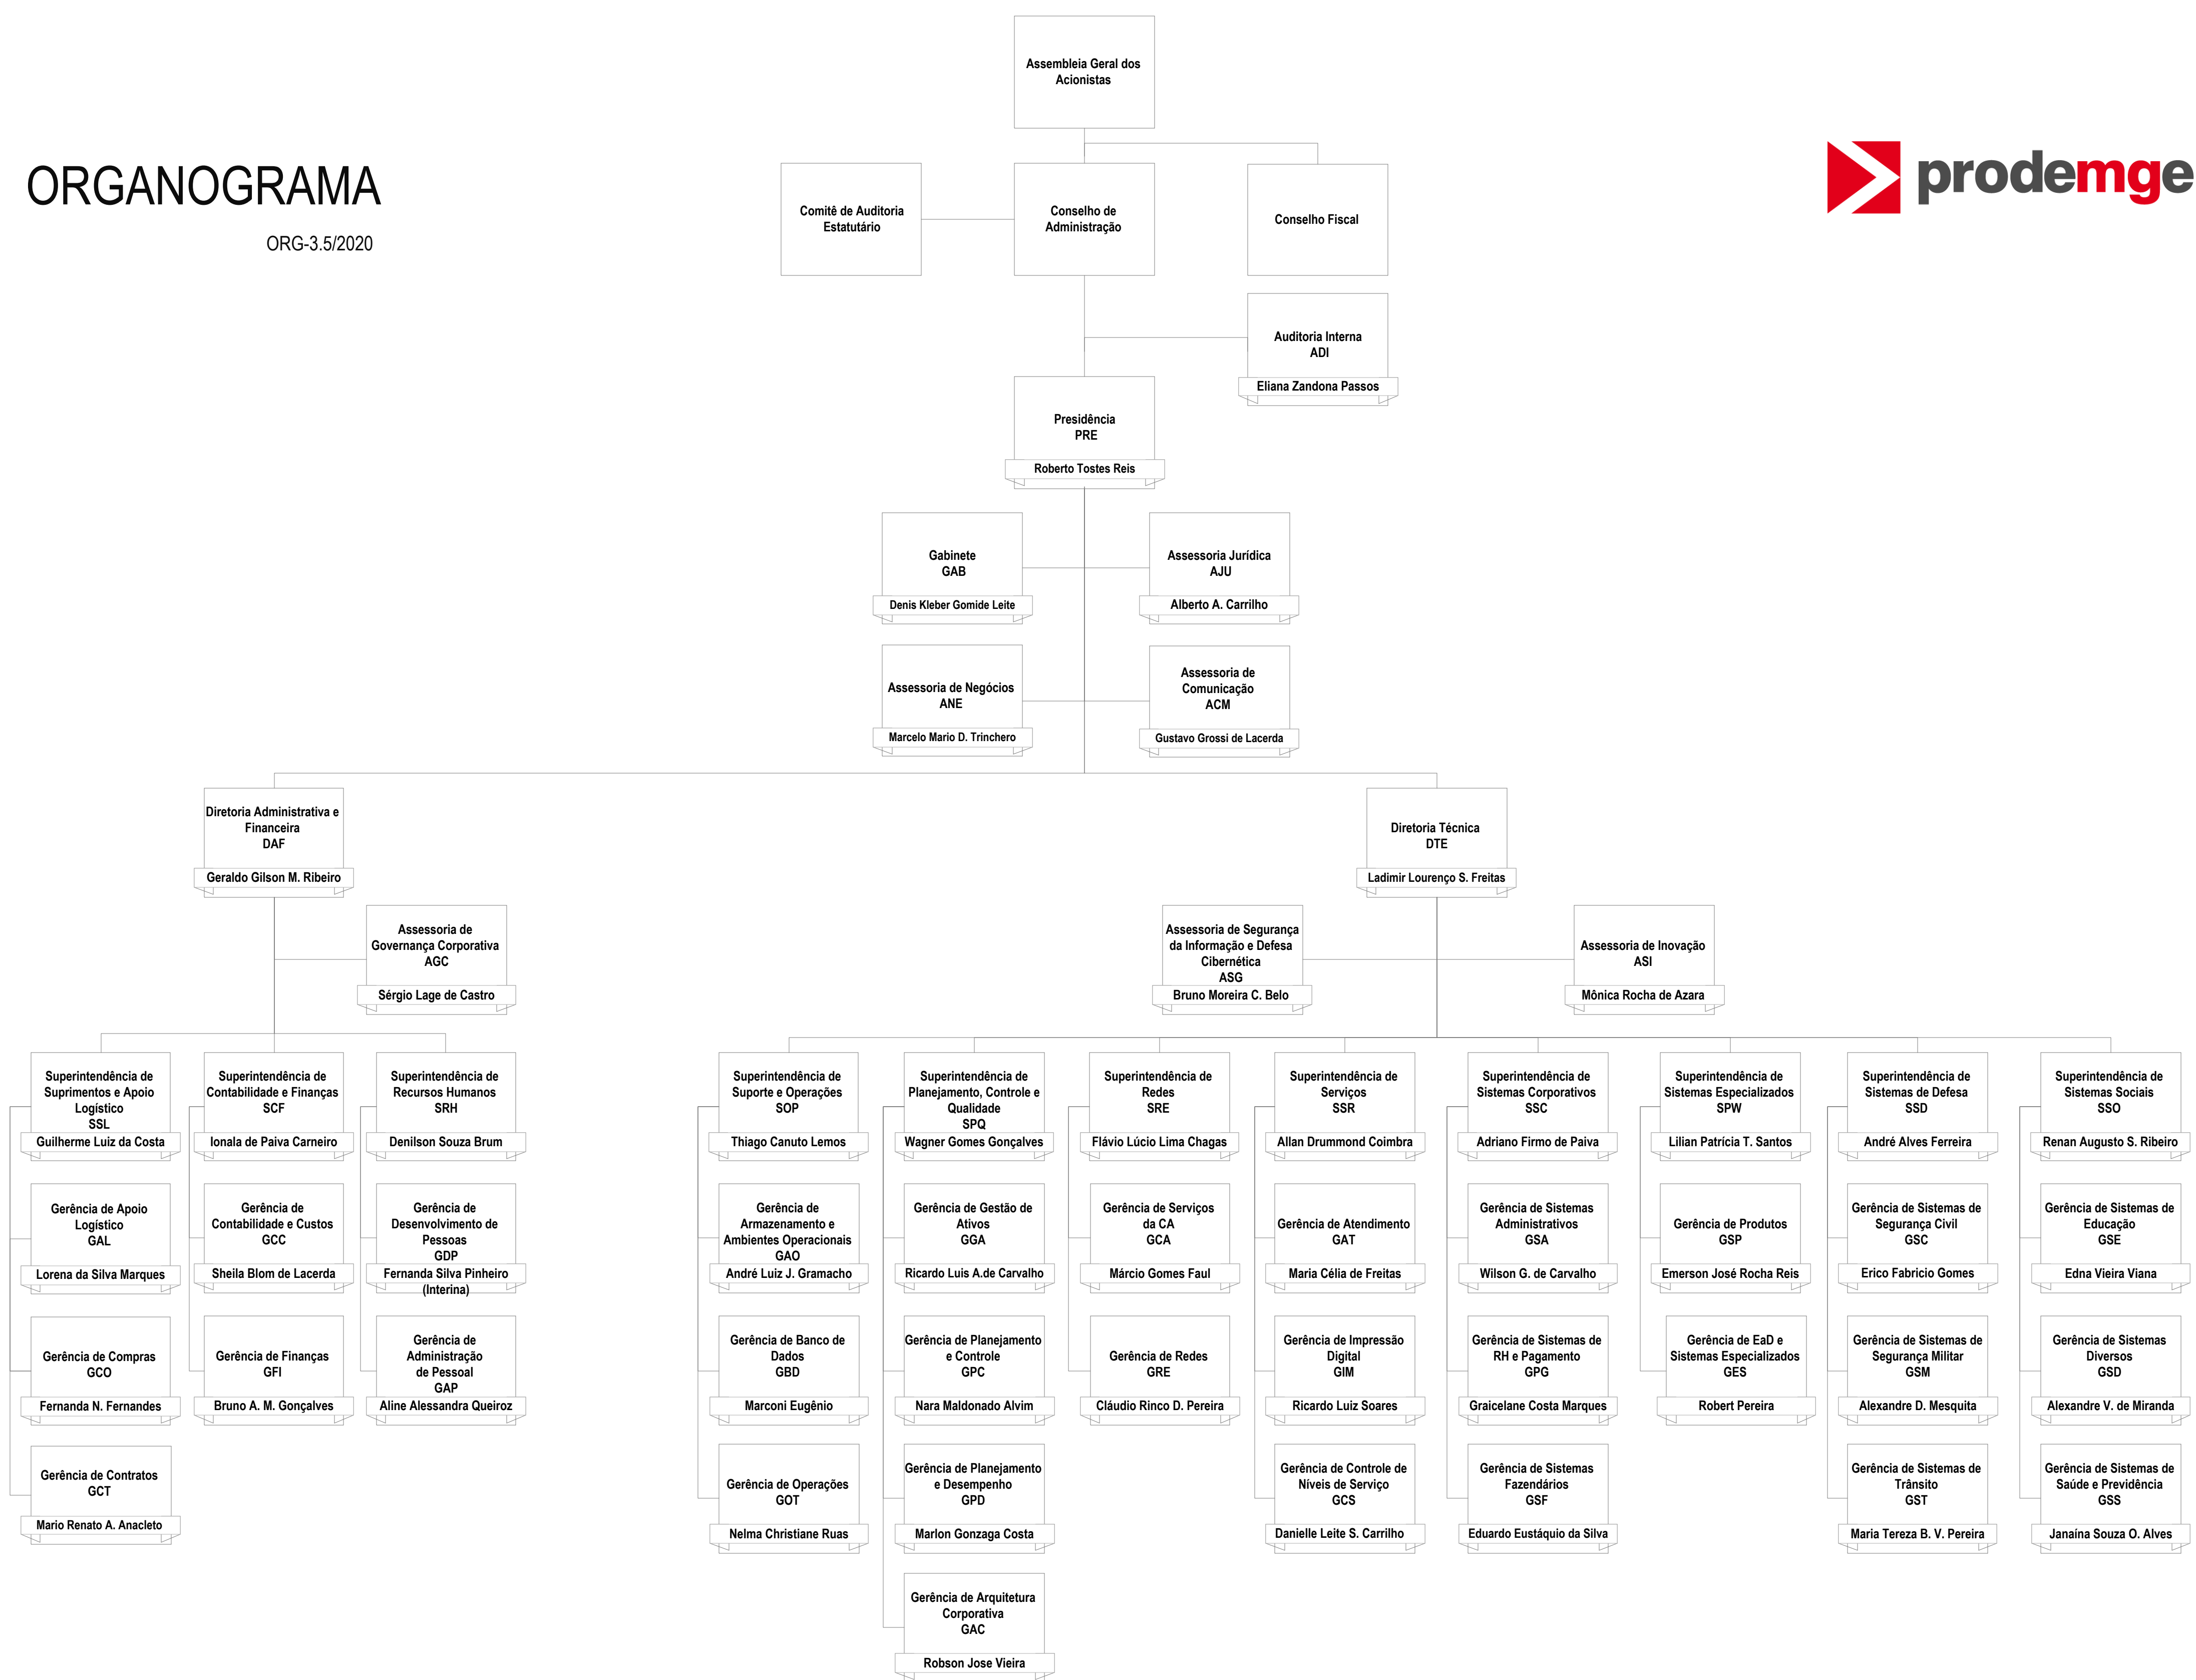 Assembleia Geral dos
Acionistas
ORGANOGRAMA
ORG-3.5/2020
prodemge
Comitê de Auditoria
Estatutário
Conselho de
Administração
Conselho Fiscal
Auditoria Interna
ADI
Eliana Zandona Passos
Presidência
PRE
Roberto Tostes Reis
Gabinete
GAB
Denis Kleber Gomide Leite
Assessoria Jurídica
AJU
Alberto A. Carrilho
Assessoria de Negócios
ANE
Marcelo Mario D. Trinchero
Assessoria de
Comunicação
ACM
Gustavo Grossi de Lacerda
Diretoria Administrativa e
Financeira
DAF
Geraldo Gilson M. Ribeiro
Diretoria Técnica
DTE
Ladimir Lourenço S. Freitas
Assessoria de
Governança Corporativa
AGC
Sérgio Lage de Castro
Assessoria de Segurança
da Informação e Defesa
Cibernética
ASG
Bruno Moreira C. Belo
Assessoria de Inovação
ASI
Mônica Rocha de Azara
Superintendência de
Suprimentos e Apoio
Logístico
SSL
Guilherme Luiz da Costa
Superintendência de
Contabilidade e Finanças
SCF
Ionala de Paiva Carneiro
Superintendência de
Recursos Humanos
SRH
Denilson Souza Brum
Superintendência de
Suporte e Operações
SOP
Thiago Canuto Lemos
Superintendência de
Planejamento, Controle e
Qualidade
SPQ
Wagner Gomes Gonçalves
Superintendência de
Redes
SRE
Flávio Lúcio Lima Chagas
Superintendência de
Serviços
SSR
Allan Drummond Coimbra
Superintendência de
Sistemas Corporativos
SSC
Adriano Firmo de Paiva
Superintendência de
Sistemas Especializados
SPW
Lilian Patrícia T. Santos
Superintendência de
Sistemas de Defesa
SSD
André Alves Ferreira
Superintendência de
Sistemas Sociais
SSO
Renan Augusto S. Ribeiro
Gerência de Apoio
Logístico
GAL
Lorena da Silva Marques
Gerência de
Contabilidade e Custos
GCC
Sheila Blom de Lacerda
Gerência de
Desenvolvimento de
Pessoas
GDP
Fernanda Silva Pinheiro
(Interina)
Gerência de
Armazenamento e
Ambientes Operacionais
GAO
André Luiz J. Gramacho
Gerência de Gestão de
Ativos
GGA
Ricardo Luis A.de Carvalho
Gerência de Serviços
da CA
GCA
Márcio Gomes Faul
Gerência de Atendimento
GAT
Maria Célia de Freitas
Gerência de Sistemas
Administrativos
GSA
Wilson G. de Carvalho
Gerência de Produtos
GSP
Emerson José Rocha Reis
Gerência de Sistemas de
Segurança Civil
GSC
Erico Fabricio Gomes
Gerência de Sistemas de
Educação
GSE
Edna Vieira Viana
Gerência de Compras
GCO
Fernanda N. Fernandes
Gerência de Finanças
GFI
Bruno A. M. Gonçalves
Gerência de
Administração
de Pessoal
GAP
Aline Alessandra Queiroz
Gerência de Banco de
Dados
GBD
Marconi Eugênio
Gerência de Planejamento
e Controle
GPC
Nara Maldonado Alvim
Gerência de Redes
GRE
Cláudio Rinco D. Pereira
Gerência de Impressão
Digital
GIM
Ricardo Luiz Soares
Gerência de Sistemas de
RH e Pagamento
GPG
Graicelane Costa Marques
Gerência de EaD e
Sistemas Especializados
GES
Robert Pereira
Gerência de Sistemas de
Segurança Militar
GSM
Alexandre D. Mesquita
Gerência de Sistemas
Diversos
GSD
Alexandre V. de Miranda
Gerência de Contratos
GCT
Mario Renato A. Anacleto
Gerência de Operações
GOT
Nelma Christiane Ruas
Gerência de Planejamento
e Desempenho
GPD
Marlon Gonzaga Costa
Gerência de Controle de
Níveis de Serviço
GCS
Danielle Leite S. Carrilho
Gerência de Sistemas
Fazendários
GSF
Eduardo Eustáquio da Silva
Gerência de Sistemas de
Trânsito
GST
Maria Tereza B. V. Pereira
Gerência de Sistemas de
Saúde e Previdência
GSS
Janaína Souza O. Alves
Gerência de Arquitetura
Corporativa
GAC
Robson Jose Vieira